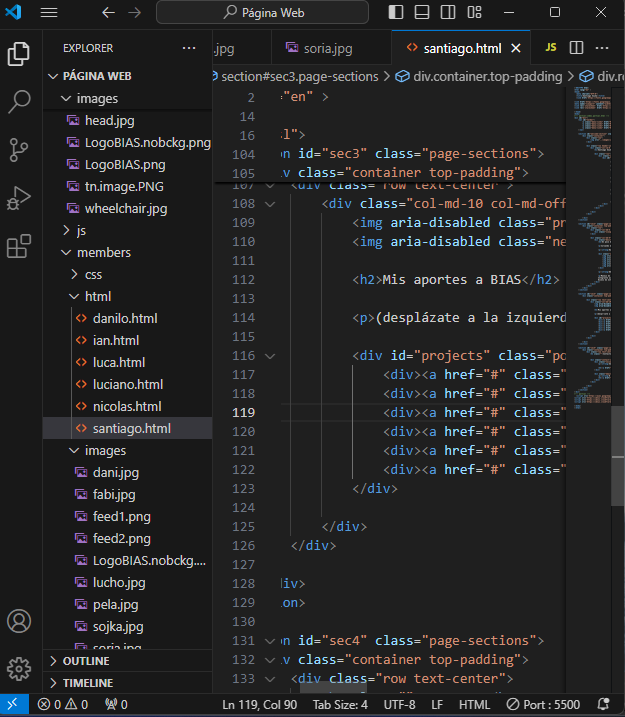 Página Web
EXPLORER
.jpg
soria.jpg
santiago.html
JS
PÁGINA WEB
section#sec3.page-sections
div.container.top-padding
images
head.jpg
LogoBIAS.nobckg.png
LogoBIAS.png
tn.image.PNG
wheelchair.jpg
js
members
css
html
danilo.html
ian.html
luca.html
luciano.html
nicolas.html
santiago.html
images
dani.jpg
fabi.jpg
feed1.png
feed2.png
LogoBIAS.nobckg....
lucho.jpg
pela.jpg
sojka.jpg
soria.jpg
OUTLINE
TIMELINE
2 ="en" >
14
16 l">
104 n id="sec3" class="page-sections">
105 v class="container top-padding">
107 <div class="row text-center">
108 <div class="col-md-10 col-md-off
109 <img aria-disabled class="pr
110 <img aria-disabled class="ne
111
112 <h2>Mis aportes a BIAS</h2>
113
114 <p>(desplázate a la izquierd
115
116 <div id="projects" class="po
117 <div><a href="#" class="
118 <div><a href="#" class="
119 <div><a href="#" class="
120 <div><a href="#" class="
121 <div><a href="#" class="
122 <div><a href="#" class="
123 </div>
124
125 </div>
126 </div>
127
128 div>
129 on>
130
131 n id="sec4" class="page-sections">
132 v class="container top-padding">
133 <div class="row text-center">
0 0 0
Ln 119, Col 90
Tab Size: 4
UTF-8
LF
HTML
Port : 5500